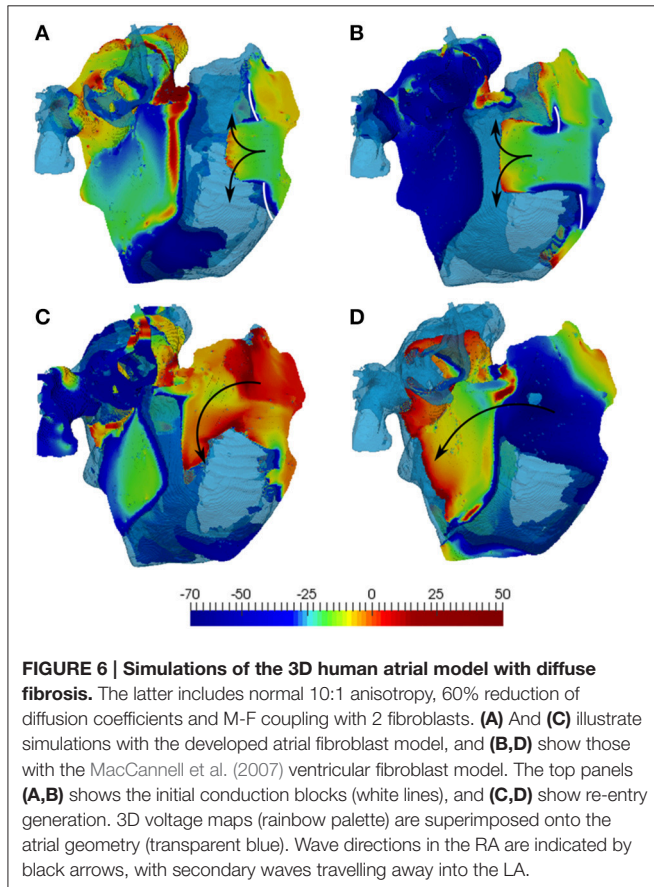 A
B
C
D
-70 -50 -25 0 25 50
FIGURE 6 | Simulations of the 3D human atrial model with diffuse
fibrosis. The latter includes normal 10:1 anisotropy, 60% reduction of
diffusion coefficients and M-F coupling with 2 fibroblasts. (A) And (C) illustrate
simulations with the developed atrial fibroblast model, and (B,D) show those
with the MacCannell et al. (2007) ventricular fibroblast model. The top panels
(A,B) shows the initial conduction blocks (white lines), and (C,D) show re-entry
generation. 3D voltage maps (rainbow palette) are superimposed onto the
atrial geometry (transparent blue). Wave directions in the RA are indicated by
black arrows, with secondary waves travelling away into the LA.